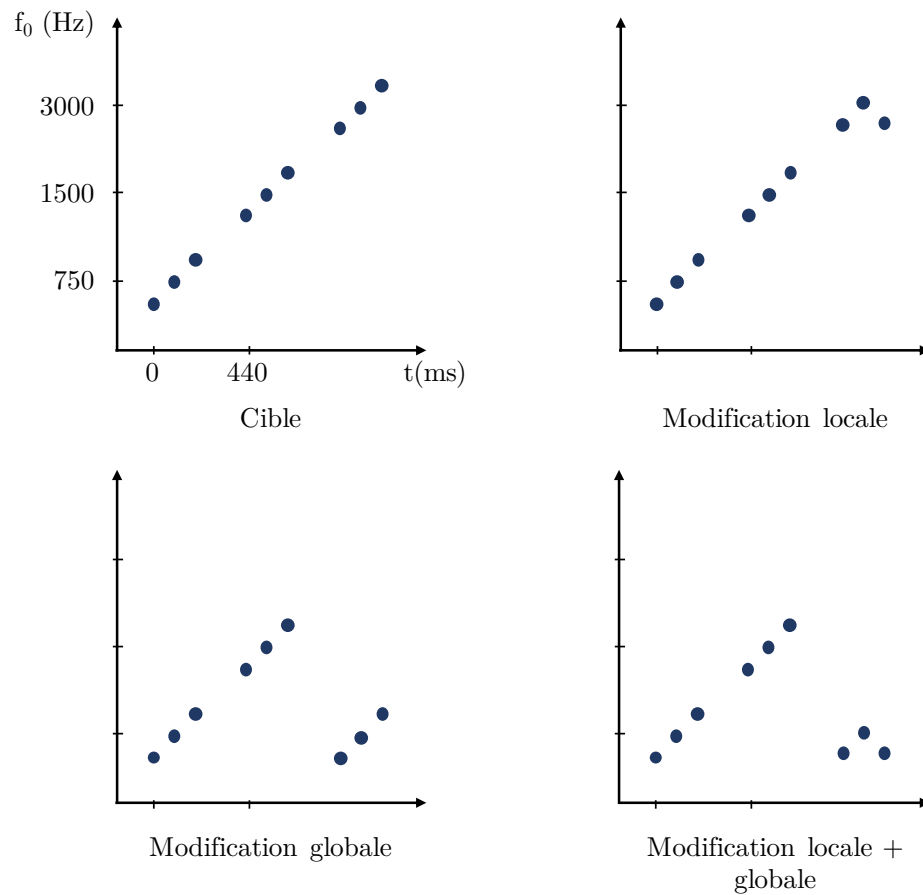 f₀ (Hz)
3000
1500
750
0 440 t(ms)
Cible
Modification locale
Modification globale
Modification locale +
globale